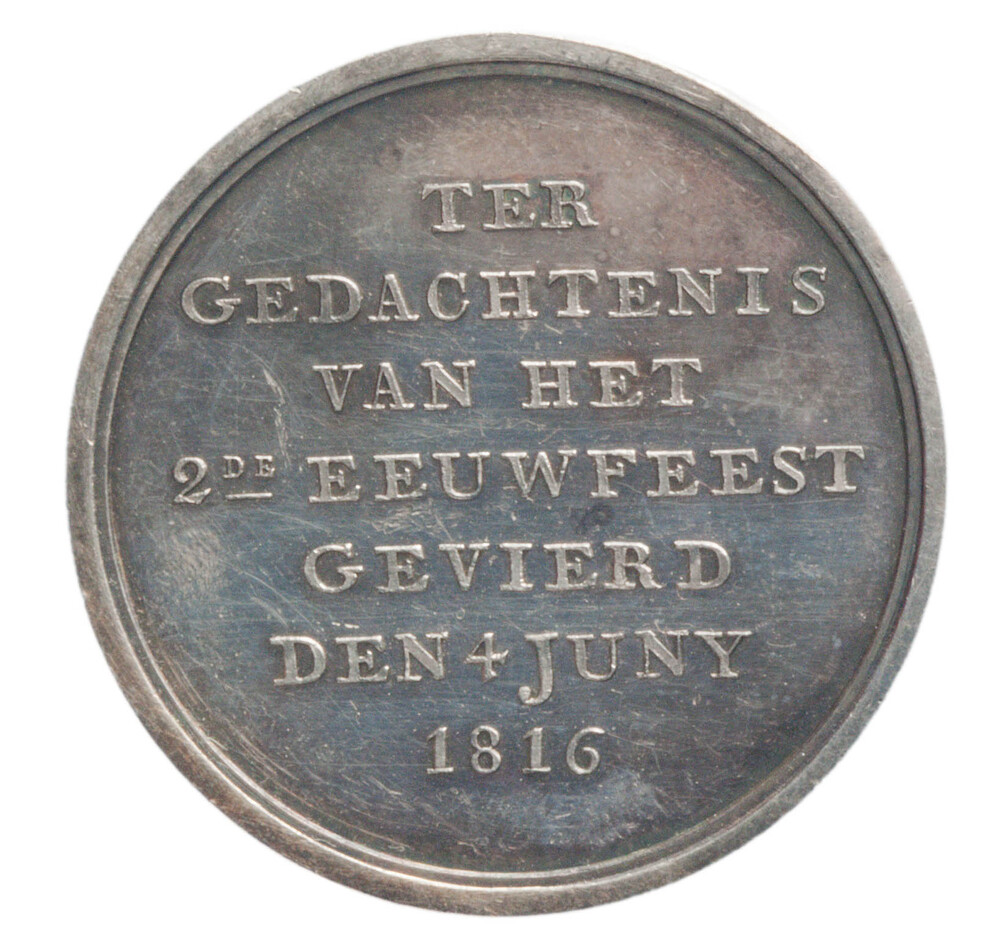 TER
GEDACHTENIS
VAN HET
2DE EEUWFEEST
GEVIERD
DEN 4 JUNY
1816